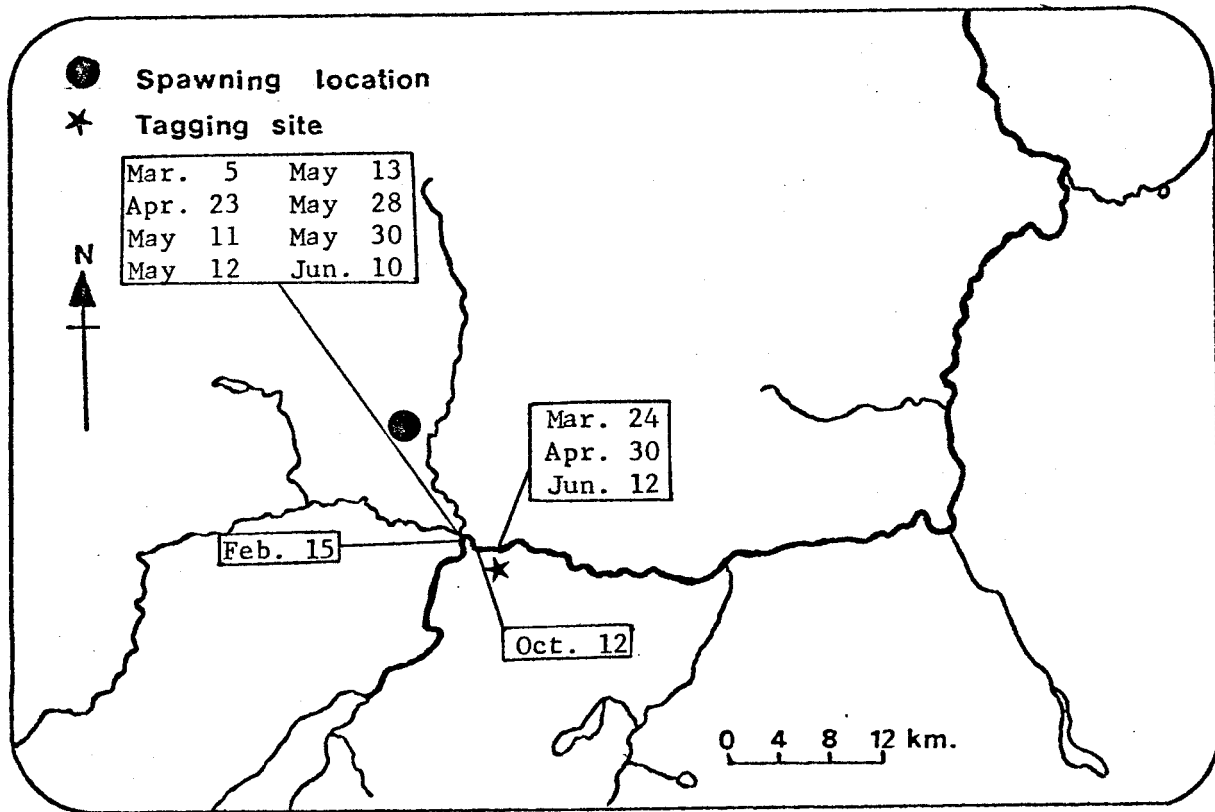 Spawning location
Tagging site
Mar. 5 May 13
Apr. 23 May 28
May 11 May 30
May 12 Jun. 10
N
Mar. 24
Apr. 30
Jun. 12
Feb. 15
Oct. 12
0 4 8 12 km.